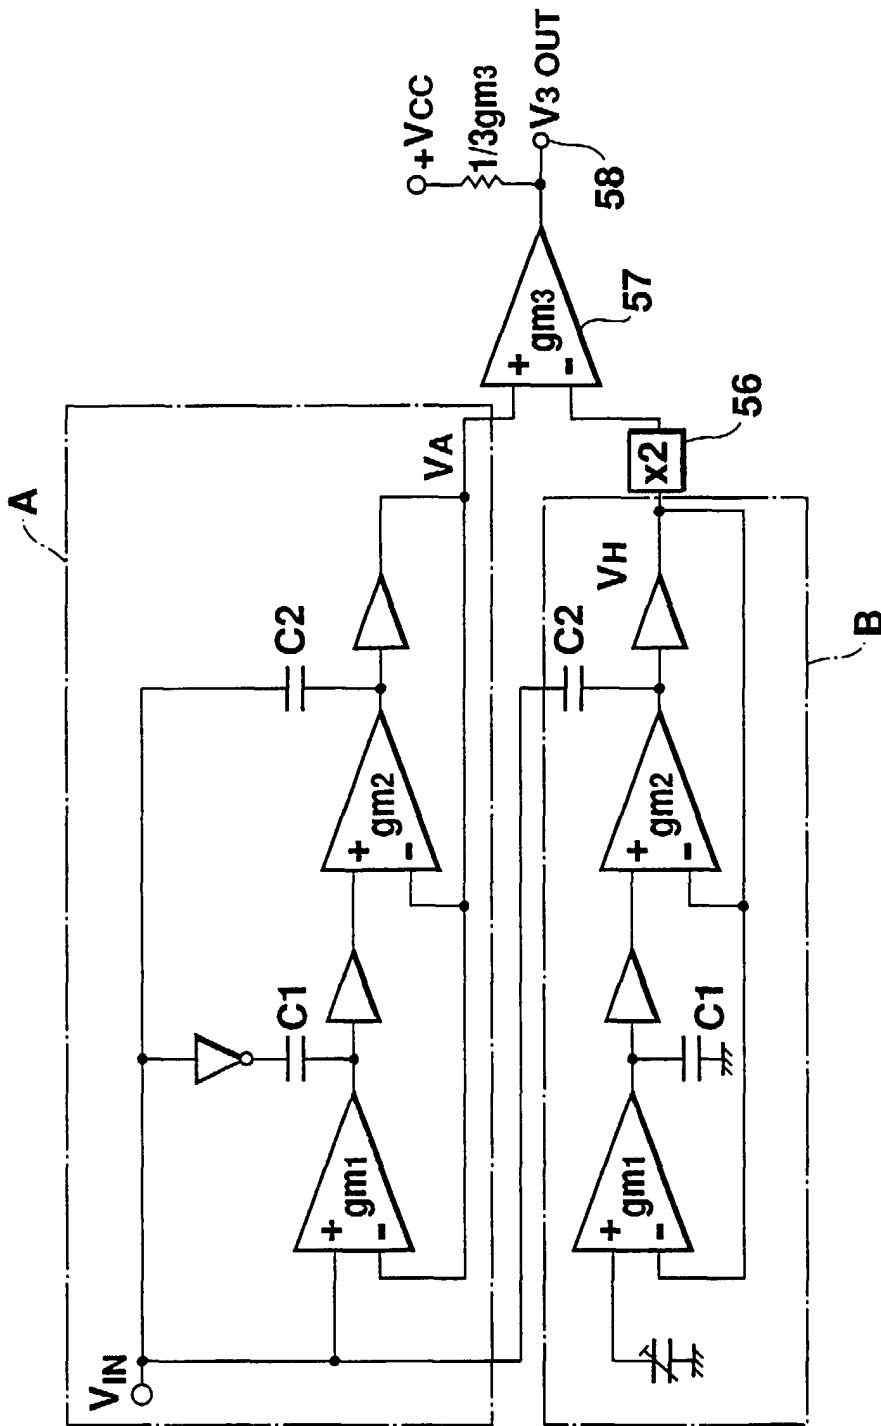 A
VIN
C1
C2
+
gm1
-
+
gm2
-
VA
+
gm3
-
57
+VCC
1/3gm3
V3 OUT
58
x2
56
C2
VH
+
gm1
-
C1
+
gm2
-
B